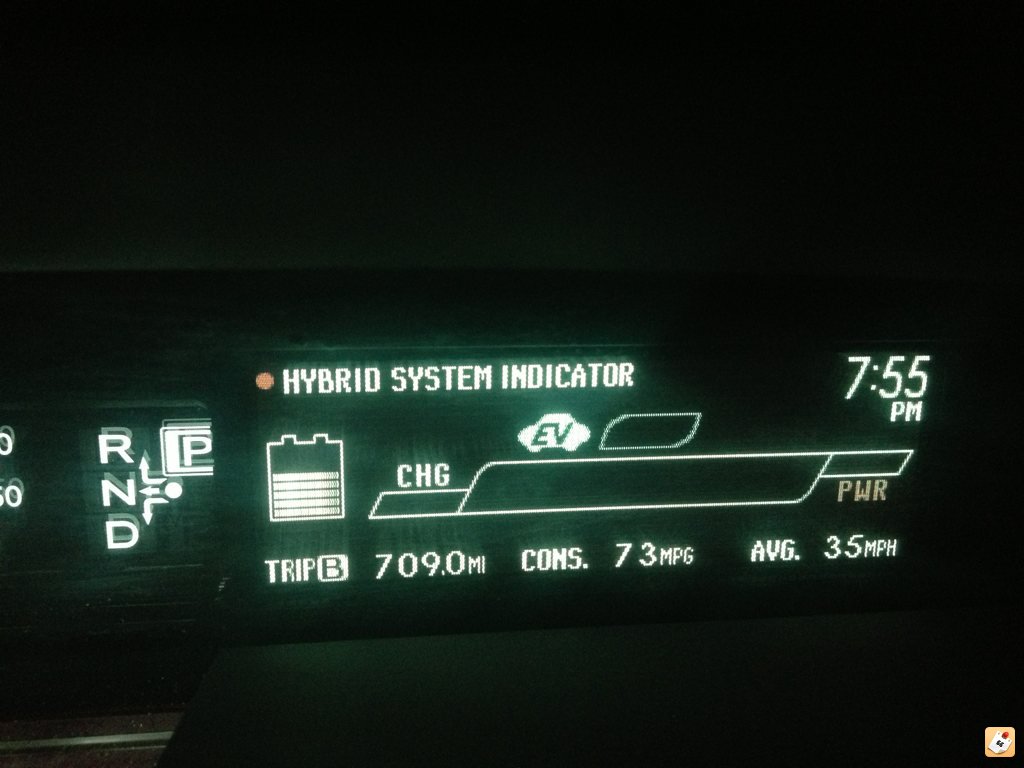 HYBRID SYSTEM INDICATOR
7:55
PM
EV
R
P
N
D
CHG
PWR
TRIP B 709.0MI CONS. 73MPG AVG. 35MPH